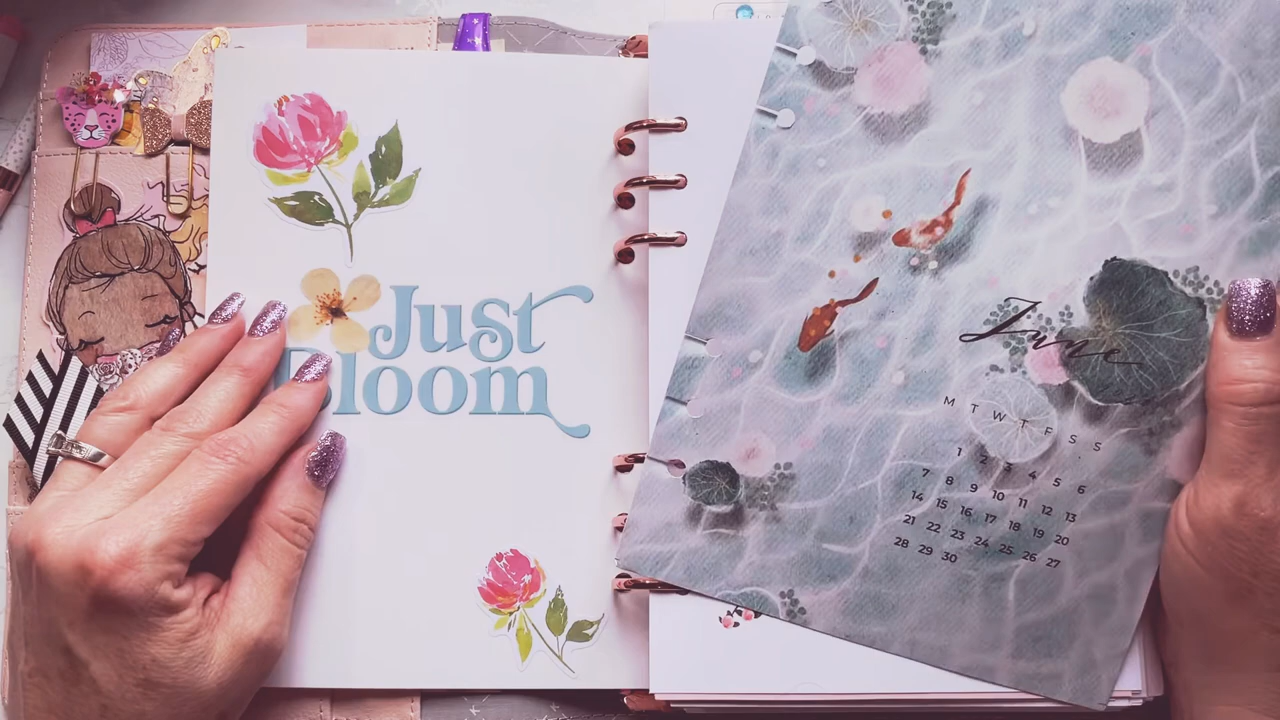 Just
Bloom
June
M T W T F S S
1 2 3 4 5 6
7 8 9 10 11 12 13
14 15 16 17 18 19 20
21 22 23 24 25 26 27
28 29 30